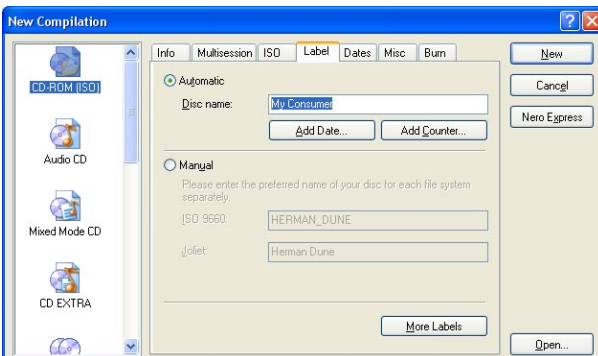 New Compilation
CD-ROM (ISO)
Audio CD
Mixed Mode CD
CD EXTRA
Info Multisession ISO Label Dates Misc Burn
Automatic
Disc name: My Consumer
Add Date... Add Counter...
Manual
Please enter the preferred name of your disc for each file system
separately.
ISO 9660: HERMAN_DUNE
Joliet: Herman Dune
More Labels
New
Cancel
Nero Express
Open...